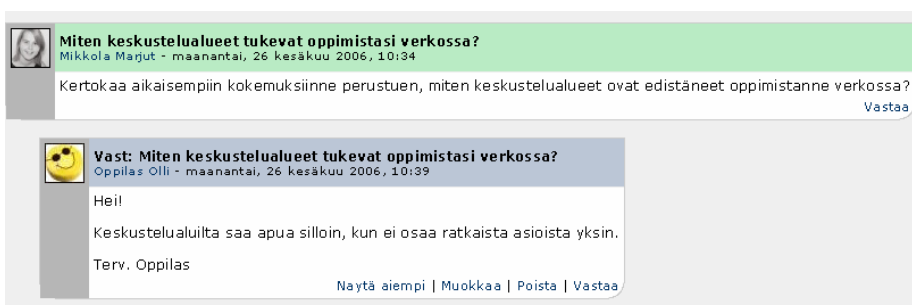 Miten keskustelualueet tukevat oppimistasi verkossa?
Mikkola Marjut - maanantai, 26 kesäkuu 2006, 10:34
Kertokaa aikaisempiin kokemuksiinne perustuen, miten keskustelualueet ovat edistäneet oppimistanne verkossa?
Vastaa
Vast: Miten keskustelualueet tukevat oppimistasi verkossa?
Oppilas Olli - maanantai, 26 kesäkuu 2006, 10:39
Hei!
Keskustelualuilta saa apua silloin, kun ei osaa ratkaista asioista yksin.
Terv. Oppilas
Naytä aiempi | Muokkaa | Poista | Vastaa